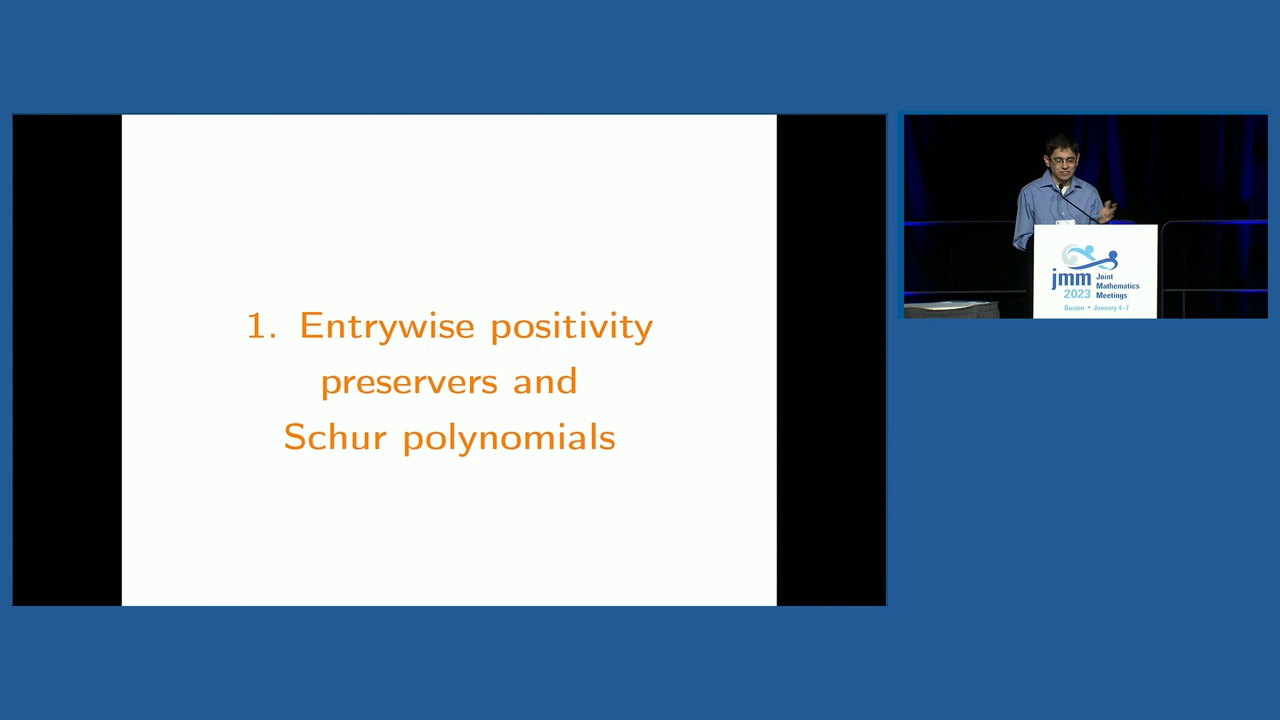 1. Entrywise positivity
preservers and
Schur polynomials
jmm Joint
Mathematics
2023 Meetings
Boston • January 4-7